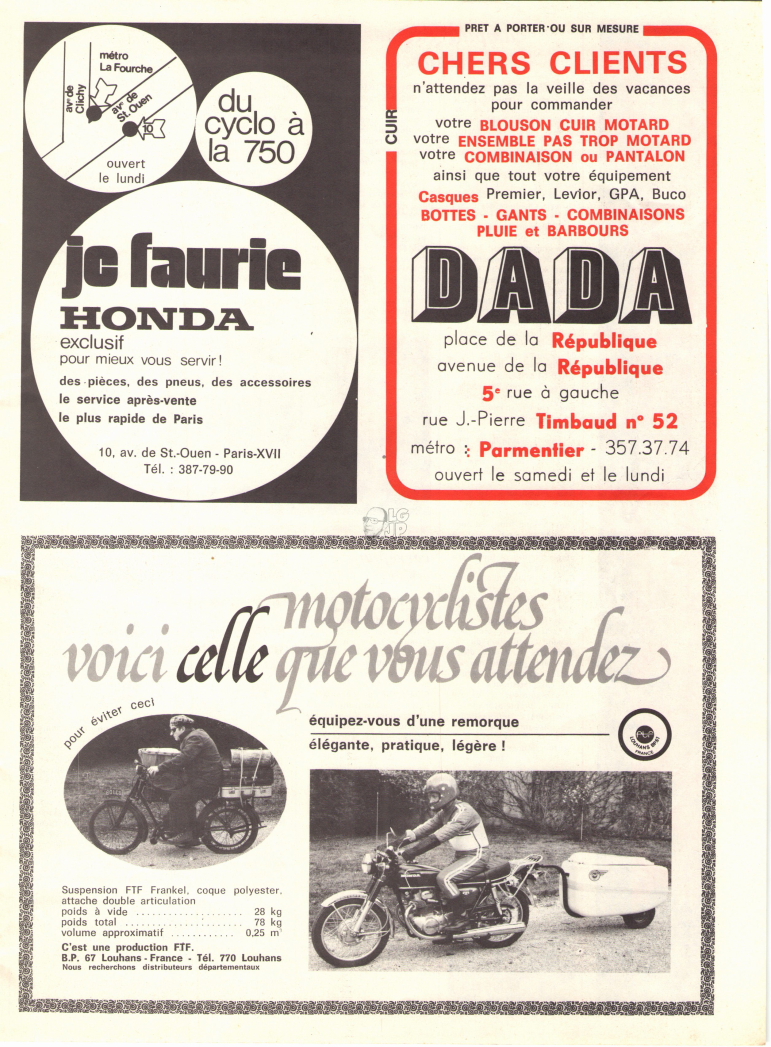 métro
La Fourche
avᵉ de
Clichy
avᵉ de
St. Ouen
10
ouvert
le lundi
du
cyclo à
la 750
jc faurie
HONDA
exclusif
pour mieux vous servir !
des pièces, des pneus, des accessoires
le service après-vente
le plus rapide de Paris
10, av. de St.-Ouen - Paris-XVII
Tél. : 387-79-90
PRET A PORTER OU SUR MESURE
CUIR
CHERS CLIENTS
n'attendez pas la veille des vacances
pour commander
votre BLOUSON CUIR MOTARD
votre ENSEMBLE PAS TROP MOTARD
votre COMBINAISON ou PANTALON
ainsi que tout votre équipement
Casques Premier, Levior, GPA, Buco
BOTTES - GANTS - COMBINAISONS
PLUIE et BARBOURS
DADA
place de la République
avenue de la République
5ᵉ rue à gauche
rue J.-Pierre Timbaud n° 52
métro : Parmentier - 357.37.74
ouvert le samedi et le lundi
LG
JP
motocyclistes
voici celle que vous attendez
pour éviter ceci
équipez-vous d'une remorque
élégante, pratique, légère !
FTF
LOUHANS BP67
FRANCE
Suspension FTF Frankel, coque polyester,
attache double articulation
poids à vide .................... 28 kg
poids total ..................... 78 kg
volume approximatif ............ 0,25 m³
C'est une production FTF.
B.P. 67 Louhans - France - Tél. 770 Louhans
Nous recherchons distributeurs départementaux
HONDA